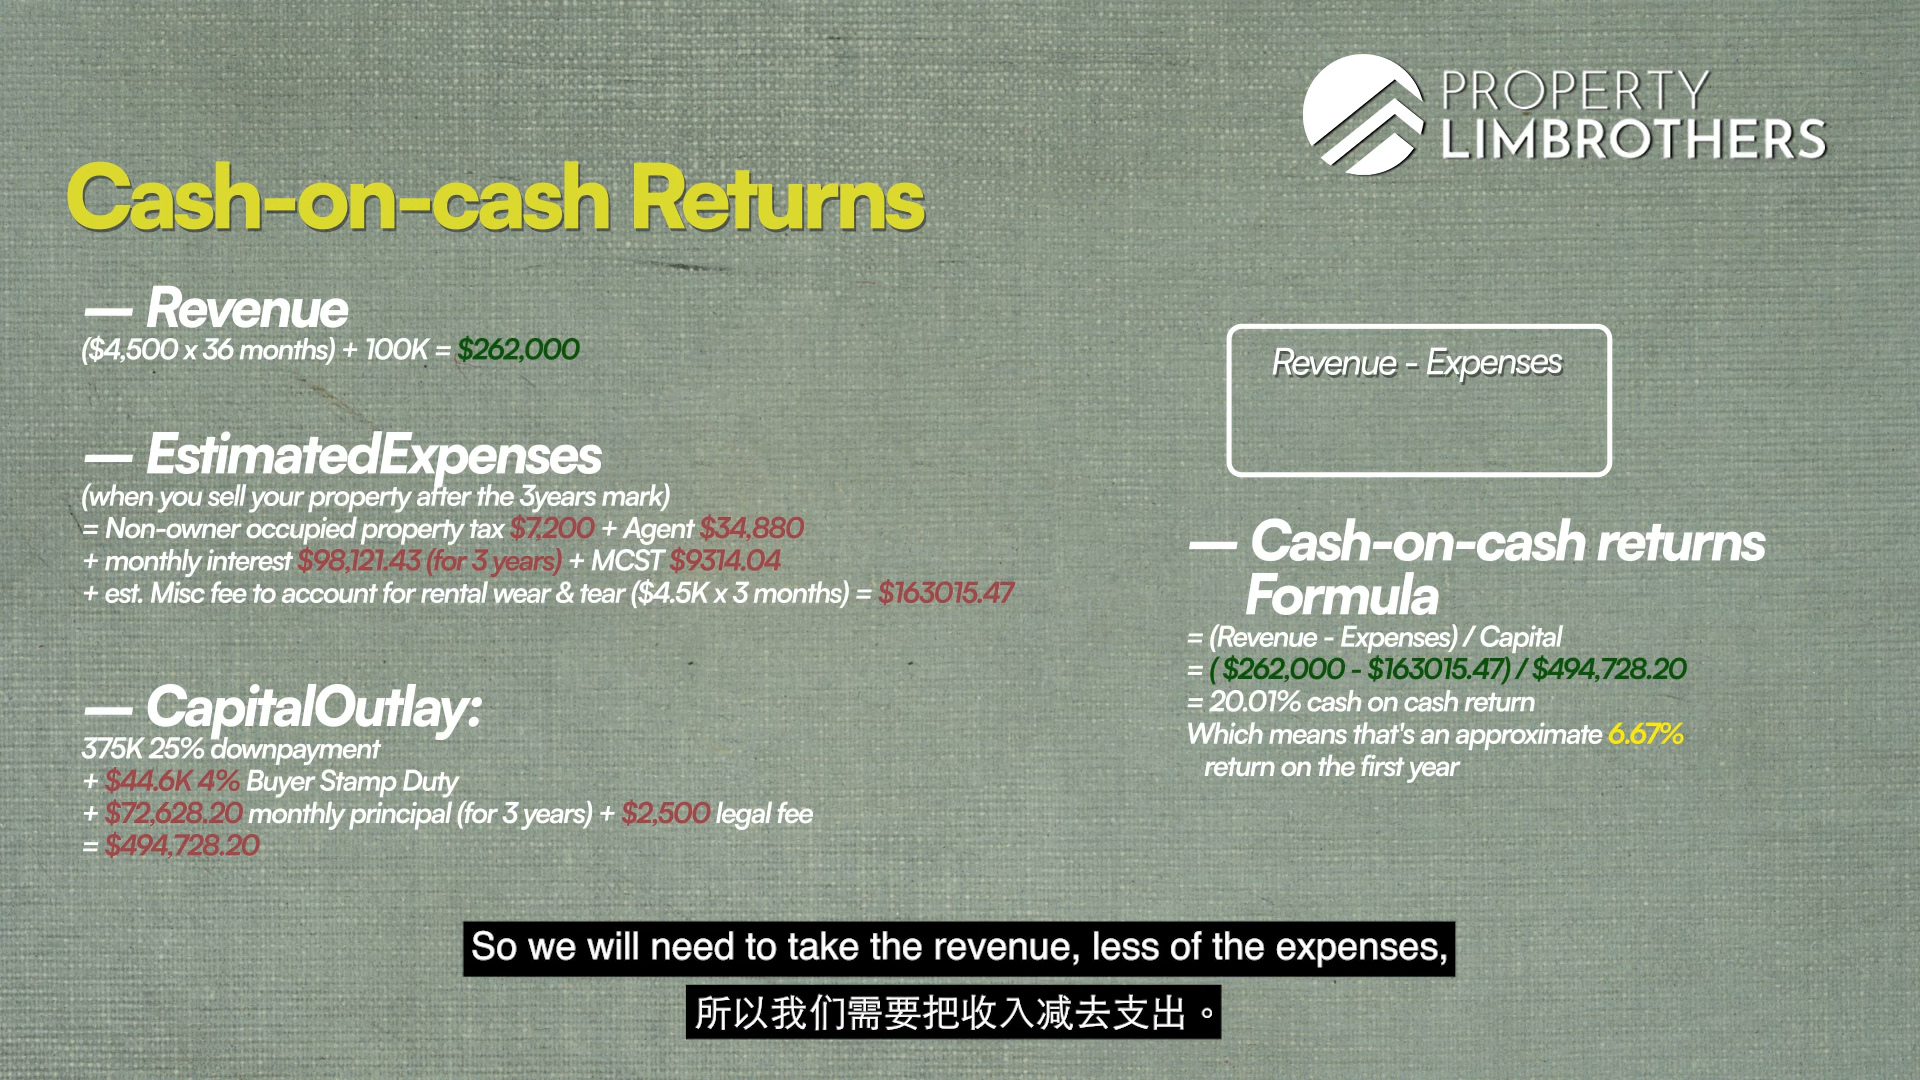 PROPERTY
LIMBROTHERS
Cash-on-cash Returns
— Revenue
($4,500 x 36 months) + 100K = $262,000
— EstimatedExpenses
(when you sell your property after the 3years mark)
= Non-owner occupied property tax $7,200 + Agent $34,880
+ monthly interest $98,121.43 (for 3 years) + MCST $9314.04
+ est. Misc fee to account for rental wear & tear ($4.5K x 3 months) = $163015.47
— CapitalOutlay:
375K 25% downpayment
+ $44.6K 4% Buyer Stamp Duty
+ $72,628.20 monthly principal (for 3 years) + $2,500 legal fee
= $494,728.20
Revenue - Expenses
— Cash-on-cash returns
Formula
= (Revenue - Expenses) / Capital
= ( $262,000 - $163015.47) / $494,728.20
= 20.01% cash on cash return
Which means that's an approximate 6.67%
return on the first year
So we will need to take the revenue, less of the expenses,
所以我们需要把收入减去支出。